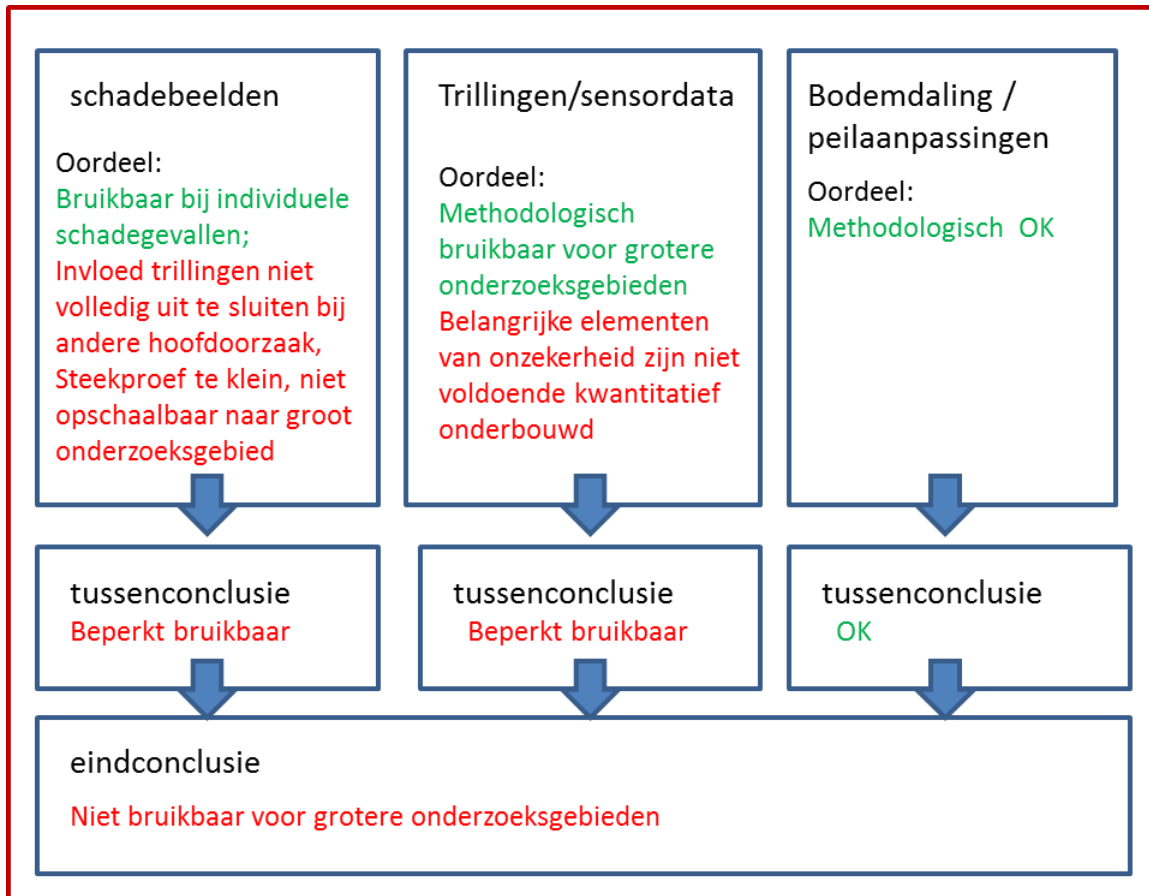 schadebeelden
Oordeel:
Bruikbaar bij individuele
schadegevallen;
Invloed trillingen niet
volledig uit te sluiten bij
andere hoofdoorzaak,
Steekproef te klein, niet
opschaalbaar naar groot
onderzoeksgebied
Trillingen/sensordata
Oordeel:
Methodologisch
bruikbaar voor grotere
onderzoeksgebieden
Belangrijke elementen
van onzekerheid zijn niet
voldoende kwantitatief
onderbouwd
Bodemdaling /
peilaanpassingen
Oordeel:
Methodologisch OK
tussenconclusie
Beperkt bruikbaar
tussenconclusie
Beperkt bruikbaar
tussenconclusie
OK
eindconclusie
Niet bruikbaar voor grotere onderzoeksgebieden